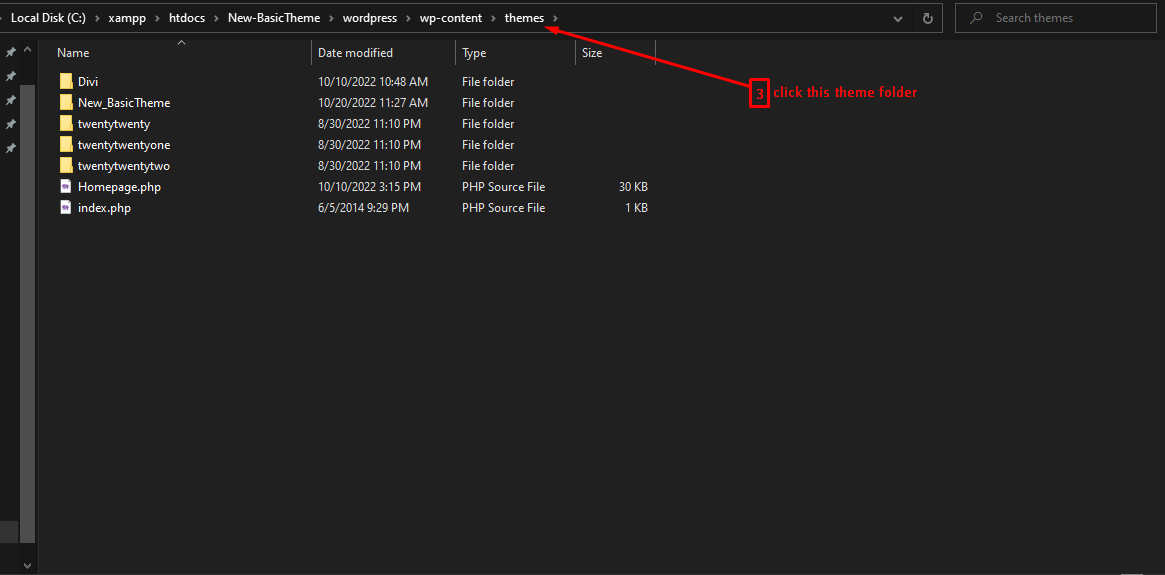 Local Disk (C:) › xampp › htdocs › New-BasicTheme › wordpress › wp-content › themes › Search themes
Name Date modified Type Size
Divi 10/10/2022 10:48 AM File folder
3 click this theme folder
New_BasicTheme 10/20/2022 11:27 AM File folder
twentytwenty 8/30/2022 11:10 PM File folder
twentytwentyone 8/30/2022 11:10 PM File folder
twentytwentytwo 8/30/2022 11:10 PM File folder
Homepage.php 10/10/2022 3:15 PM PHP Source File 30 KB
index.php 6/5/2014 9:29 PM PHP Source File 1 KB